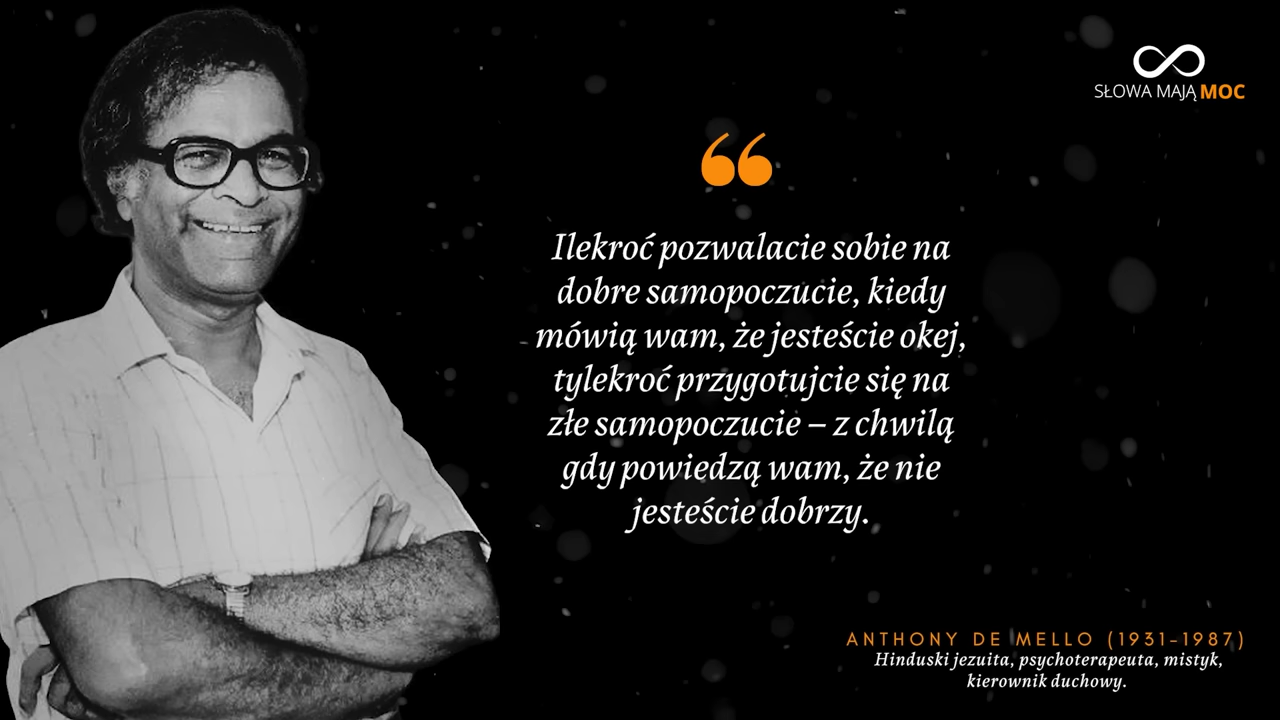 SŁOWA MAJĄ MOC
Ilekroć pozwalacie sobie na
dobre samopoczucie, kiedy
mówią wam, że jesteście okej,
tylekroć przygotujcie się na
złe samopoczucie – z chwilą
gdy powiedzą wam, że nie
jesteście dobrzy.
ANTHONY DE MELLO (1931-1987)
Hinduski jezuita, psychoterapeuta, mistyk,
kierownik duchowy.